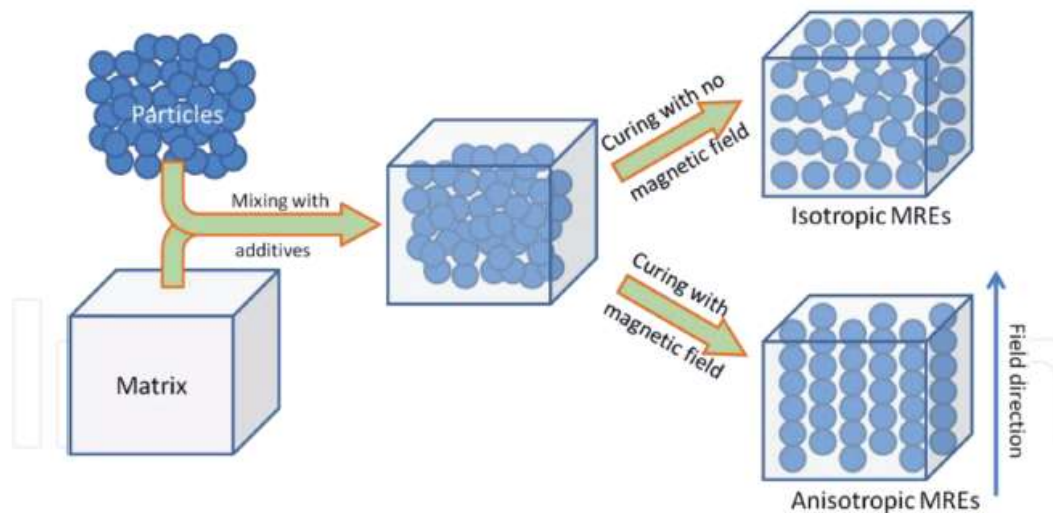 Particles
Mixing with
additives
Matrix
Curing with no
magnetic field
Isotropic MREs
Curing with
magnetic field
Field direction
Anisotropic MREs